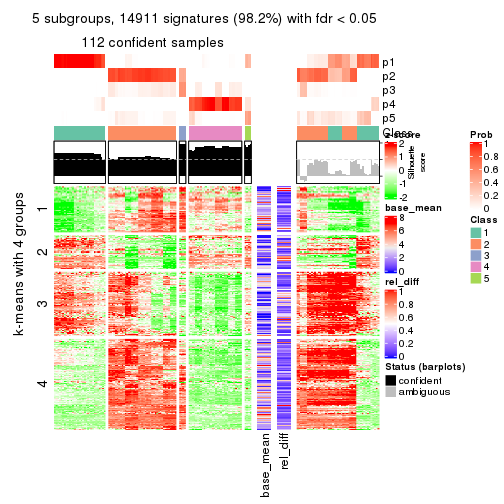 5 subgroups, 14911 signatures (98.2%) with fdr < 0.05
112 confident samples
p1
p2
p3
p4
p5
Class
Silhouette
score
k-means with 4 groups
1
2
3
4
base_mean
rel_diff
z-score
2
1
0
-1
-2
base_mean
8
6
4
2
0
rel_diff
1
0.8
0.6
0.4
0.2
0
Status (barplots)
confident
ambiguous
Prob
1
0.8
0.6
0.4
0.2
0
Class
1
2
3
4
5